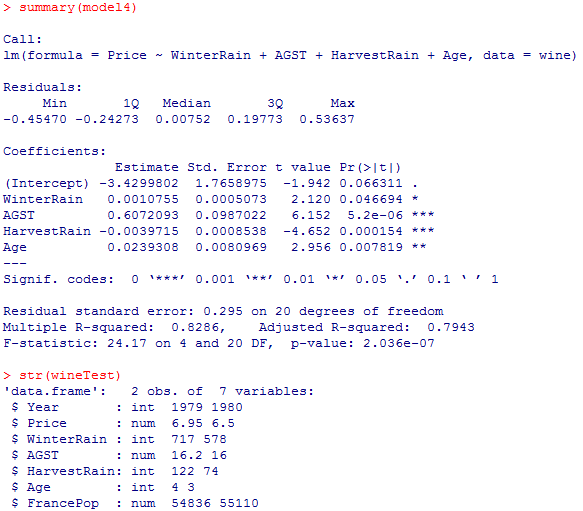 > summary(model4)
Call:
lm(formula = Price ~ WinterRain + AGST + HarvestRain + Age, data = wine)
Residuals:
     Min       1Q   Median       3Q      Max
-0.45470 -0.24273  0.00752  0.19773  0.53637
Coefficients:
              Estimate Std. Error t value Pr(>|t|)
(Intercept) -3.4299802  1.7658975  -1.942 0.066311 .
WinterRain   0.0010755  0.0005073   2.120 0.046694 *
AGST         0.6072093  0.0987022   6.152  5.2e-06 ***
HarvestRain -0.0039715  0.0008538  -4.652 0.000154 ***
Age          0.0239308  0.0080969   2.956 0.007819 **
---
Signif. codes:  0 ‘***’ 0.001 ‘**’ 0.01 ‘*’ 0.05 ‘.’ 0.1 ‘ ’ 1
Residual standard error: 0.295 on 20 degrees of freedom
Multiple R-squared:  0.8286,    Adjusted R-squared:  0.7943
F-statistic: 24.17 on 4 and 20 DF,  p-value: 2.036e-07
> str(wineTest)
'data.frame':   2 obs. of  7 variables:
 $ Year       : int  1979 1980
 $ Price      : num  6.95 6.5
 $ WinterRain : int  717 578
 $ AGST       : num  16.2 16
 $ HarvestRain: int  122 74
 $ Age        : int  4 3
 $ FrancePop  : num  54836 55110